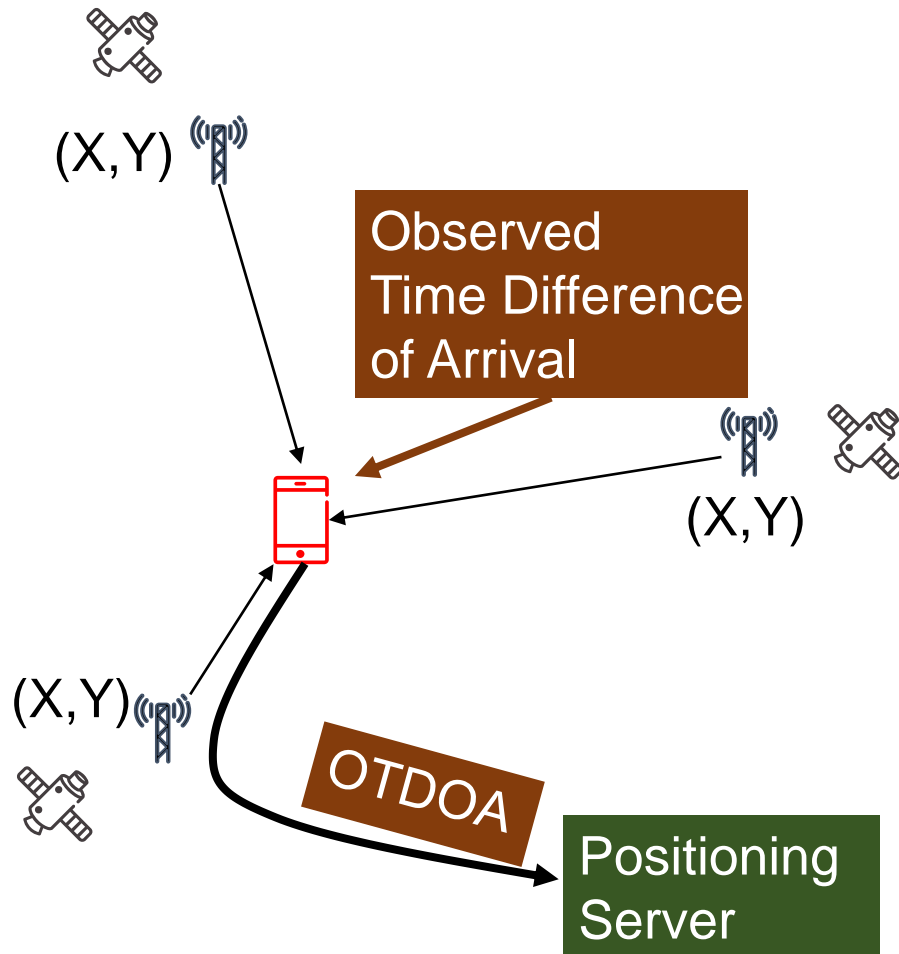 (X,Y)
Observed
Time Difference
of Arrival
(X,Y)
(X,Y)
OTDOA
Positioning
Server